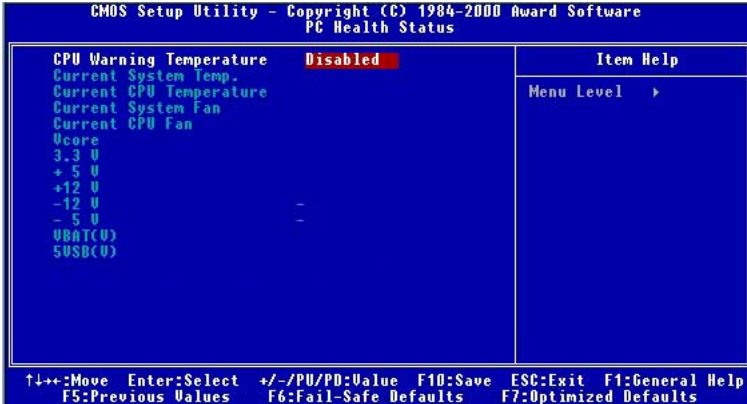 CMOS Setup Utility - Copyright (C) 1984-2000 Award Software
PC Health Status
CPU Warning Temperature Disabled
Current System Temp.
Current CPU Temperature
Current System Fan
Current CPU Fan
Vcore
3.3 V
+ 5 V
+12 V
-12 V -
- 5 V -
VBAT(V)
5VSB(V)
Item Help
Menu Level ▸
↑↓→←:Move Enter:Select +/-/PU/PD:Value F10:Save ESC:Exit F1:General Help
F5:Previous Values F6:Fail-Safe Defaults F7:Optimized Defaults